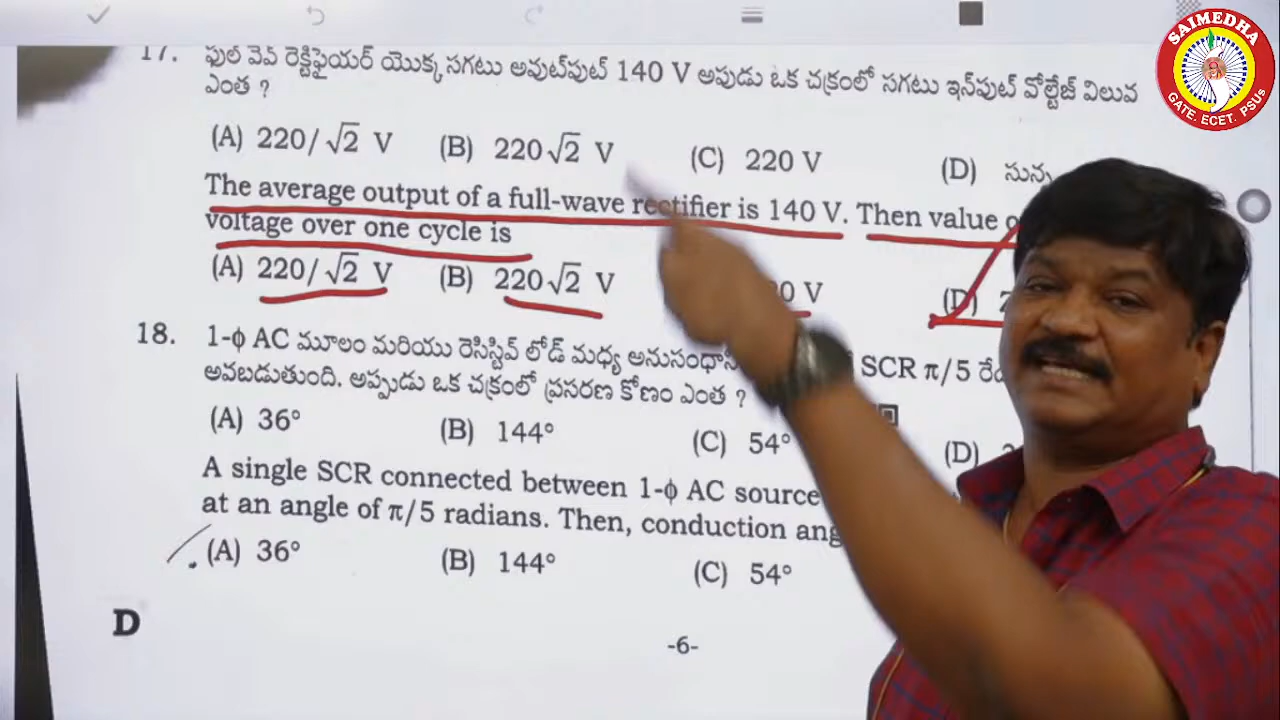 17. ఫుల్ వేవ్ రెక్టిఫైయర్ యొక్క సగటు అవుట్‌పుట్ 140 V అపుడు ఒక చక్రంలో సగటు ఇన్‌పుట్ వోల్టేజ్ విలువ
ఎంత ?
(A) 220/√2 V (B) 220√2 V (C) 220 V (D) సున్న
The average output of a full-wave rectifier is 140 V. Then value
voltage over one cycle is
(A) 220/√2 V (B) 220√2 V V (D)
18. 1-ϕ AC మూలం మరియు రెసిస్టివ్ లోడ్ మధ్య SCR π/5
అవబడుతుంది. అప్పుడు ఒక చక్రంలో ప్రసరణ కోణం ఎంత ?
(A) 36° (B) 144° (C) 54° (D)
A single SCR connected between 1-ϕ AC source
at an angle of π/5 radians. Then, conduction
(A) 36° (B) 144° (C) 54°
D
-6-
SAIMEDHA
GATE. ECET. PSUs